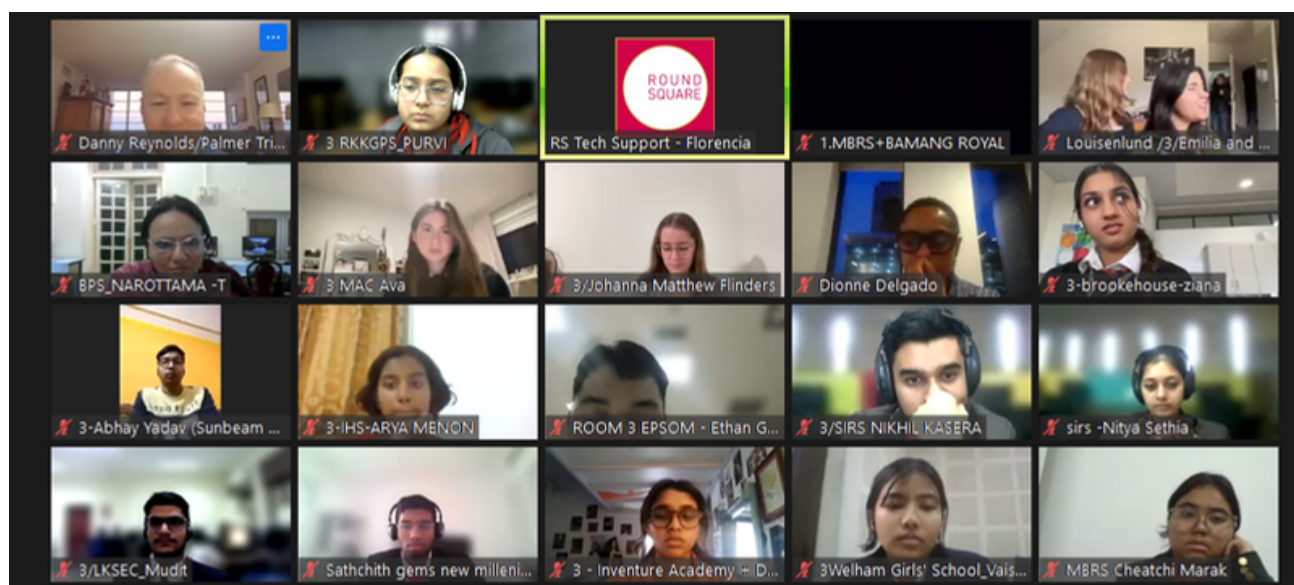 Danny Reynolds/Palmer Tri...
3 RKKGPS_PURVI
ROUND
SQUARE
RS Tech Support - Florencia
1.MBRS+BAMANG ROYAL
Louisenlund /3/Emilia and ...
BPS_NAROTTAMA -T
3 MAC Ava
3/Johanna Matthew Flinders
Dionne Delgado
3-brookehouse-ziana
3-Abhay Yadav (Sunbeam ...
3-IHS-ARYA MENON
ROOM 3 EPSOM - Ethan G...
3/SIRS NIKHIL KASERA
sirs -Nitya Sethia
3/LKSEC_Mudit
Sathchith gems new milleni...
3 - Inventure Academy + D...
3Welham Girls' School_Vais...
MBRS Cheatchi Marak